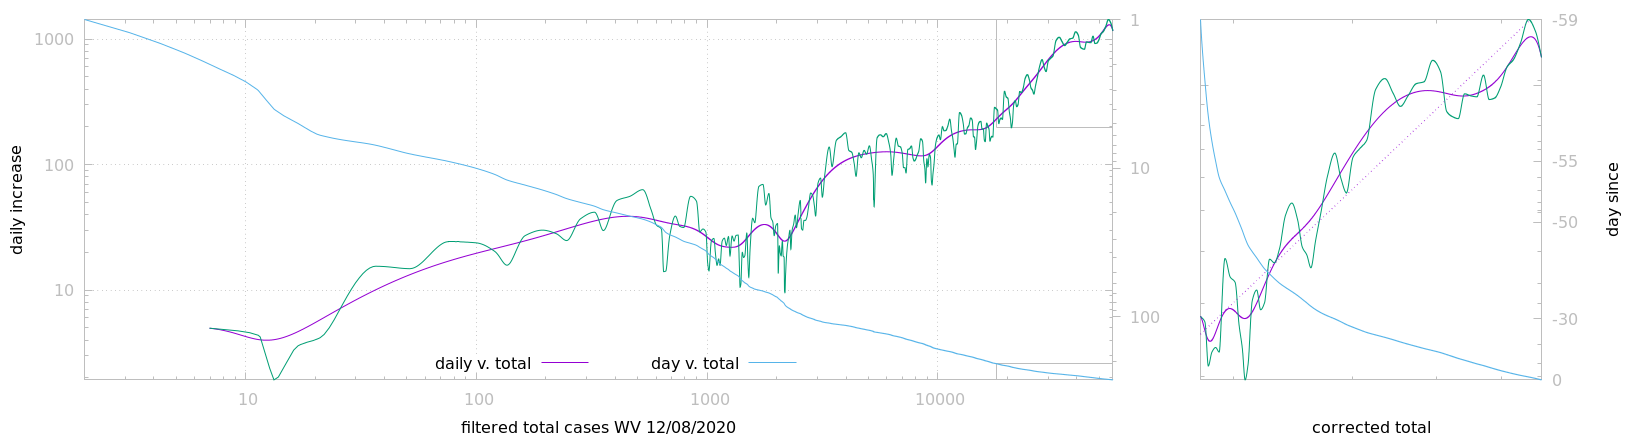 1000
100
10
daily increase
1
10
100
daily v. total
day v. total
10
100
1000
10000
filtered total cases WV 12/08/2020
-59
-55
-50
-30
0
day since
corrected total